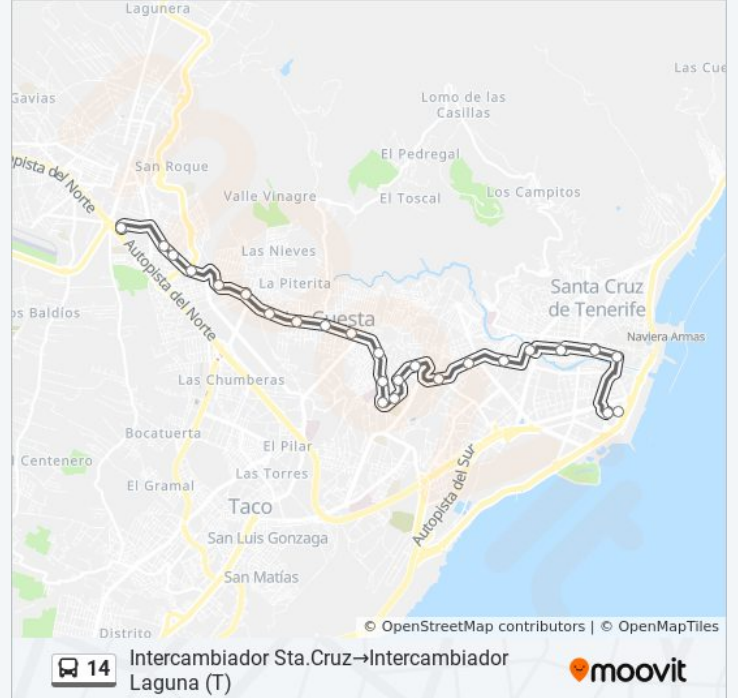 Lagunera
Las Cue
Gavias
Lomo de las
Casillas
El Pedregal
San Roque
opista del Norte
Valle Vinagre
El Toscal
Los Campitos
Autopista del Norte
Las Nieves
La Piterita
Santa Cruz
de Tenerife
os Baldíos
Cuesta
Naviera Armas
Las Chumberas
Bocatuerta
El Pilar
l Centenero
Las Torres
El Gramal
Autopista del Sur
Taco
San Luis Gonzaga
San Matías
Distrito
© OpenStreetMap contributors | © OpenMapTiles
14
Intercambiador Sta.Cruz→Intercambiador
Laguna (T)
moovit